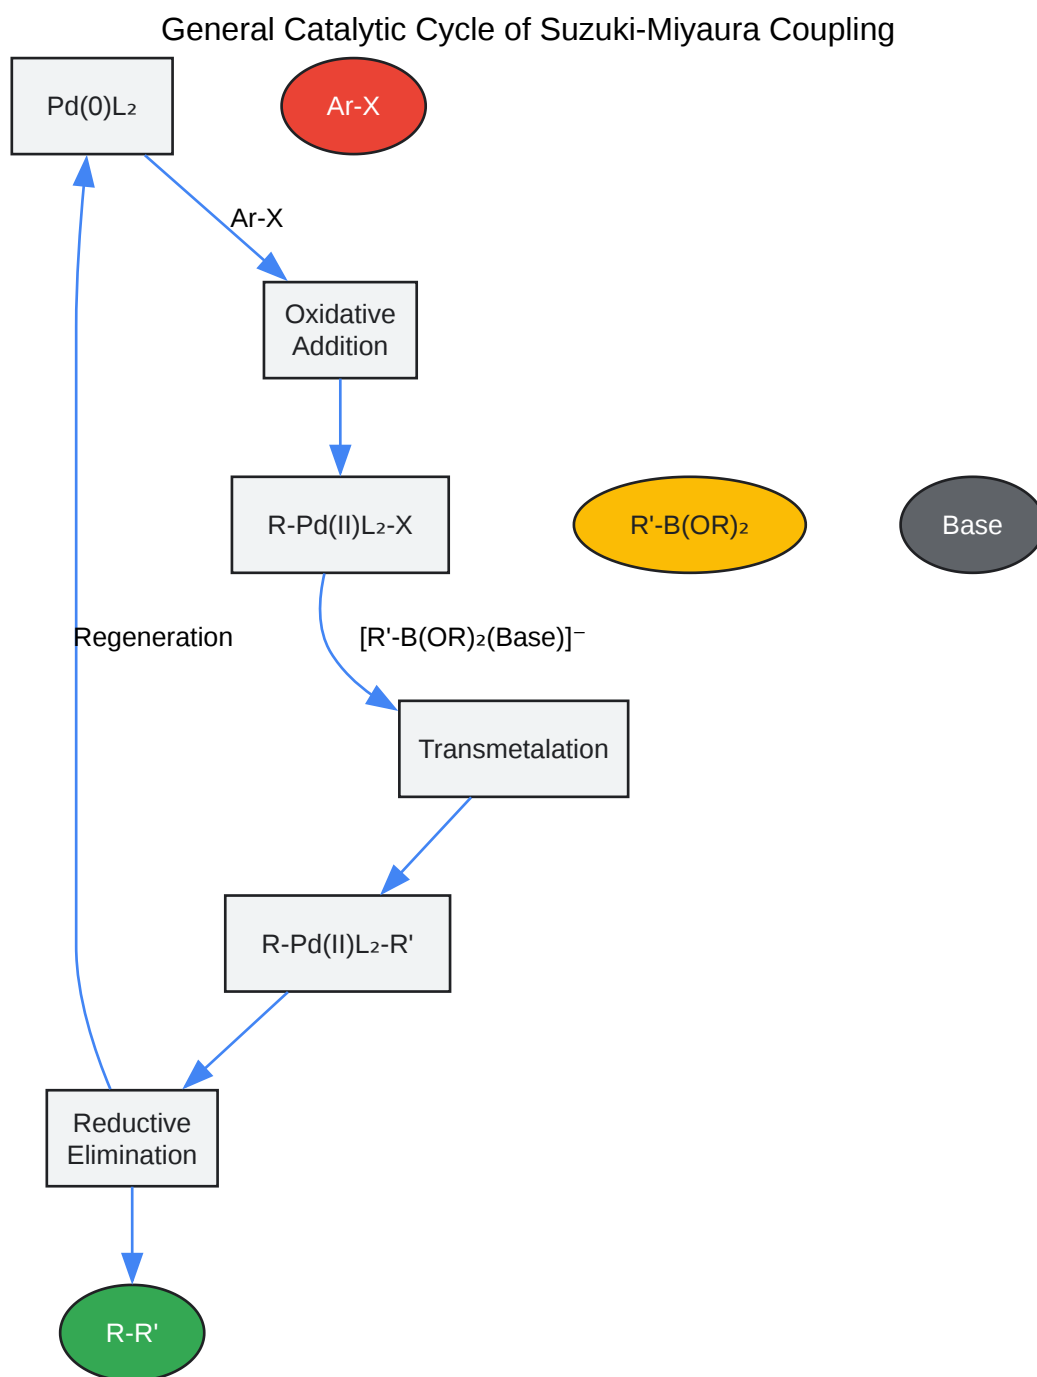 General Catalytic Cycle of Suzuki-Miyaura Coupling
Pd(0)L₂
Ar-X
Ar-X
Oxidative
Addition
R-Pd(II)L₂-X
R'-B(OR)₂
Base
Regeneration
[R'-B(OR)₂(Base)]⁻
Transmetalation
R-Pd(II)L₂-R'
Reductive
Elimination
R-R'